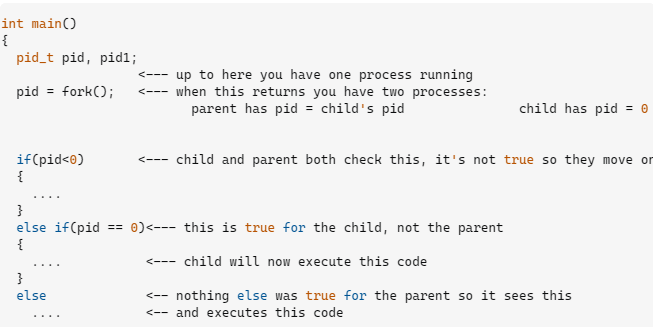 int main()
{
  pid_t pid, pid1;
                  <--- up to here you have one process running
  pid = fork();   <--- when this returns you have two processes:
                         parent has pid = child's pid               child has pid = 0
  if(pid<0)       <--- child and parent both check this, it's not true so they move on
  {
    ....
  }
  else if(pid == 0)<--- this is true for the child, not the parent
  {
    ....           <--- child will now execute this code
  }
  else             <-- nothing else was true for the parent so it sees this
    ....           <-- and executes this code